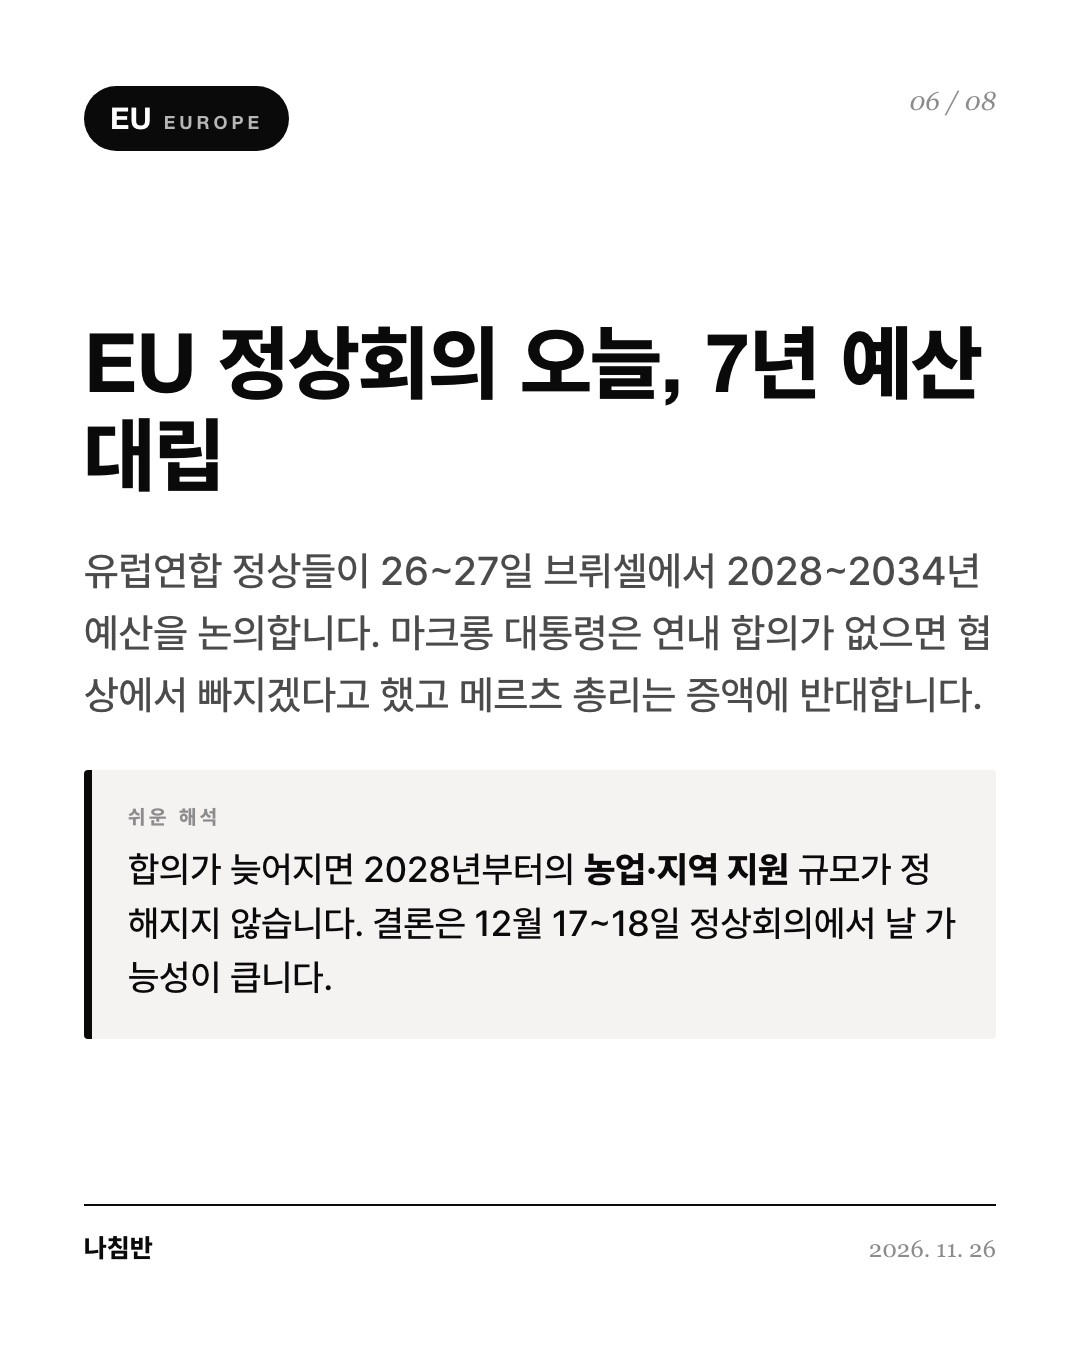 EU EUROPE
06 / 08
EU 정상회의 오늘, 7년 예산
대립
유럽연합 정상들이 26~27일 브뤼셀에서 2028~2034년
예산을 논의합니다. 마크롱 대통령은 연내 합의가 없으면 협
상에서 빠지겠다고 했고 메르츠 총리는 증액에 반대합니다.
쉬운 해석
합의가 늦어지면 2028년부터의 농업·지역 지원 규모가 정
해지지 않습니다. 결론은 12월 17~18일 정상회의에서 날 가
능성이 큽니다.
나침반
2026. 11. 26